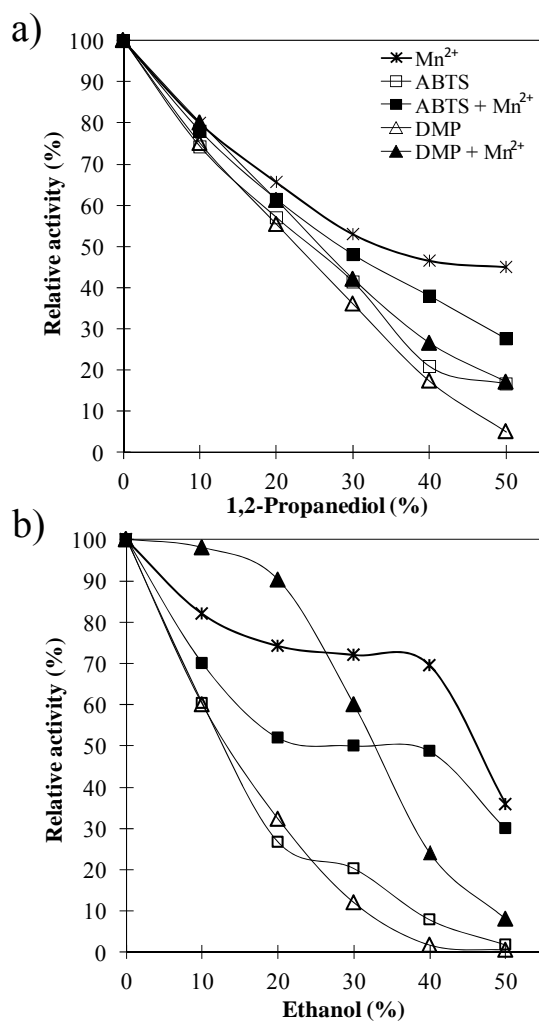 a)
100
90
80
70
60
50
40
30
20
10
0
Relative activity (%)
Mn²⁺
ABTS
ABTS + Mn²⁺
DMP
DMP + Mn²⁺
0 10 20 30 40 50
1,2-Propanediol (%)
b)
100
90
80
70
60
50
40
30
20
10
0
Relative activity (%)
0 10 20 30 40 50
Ethanol (%)